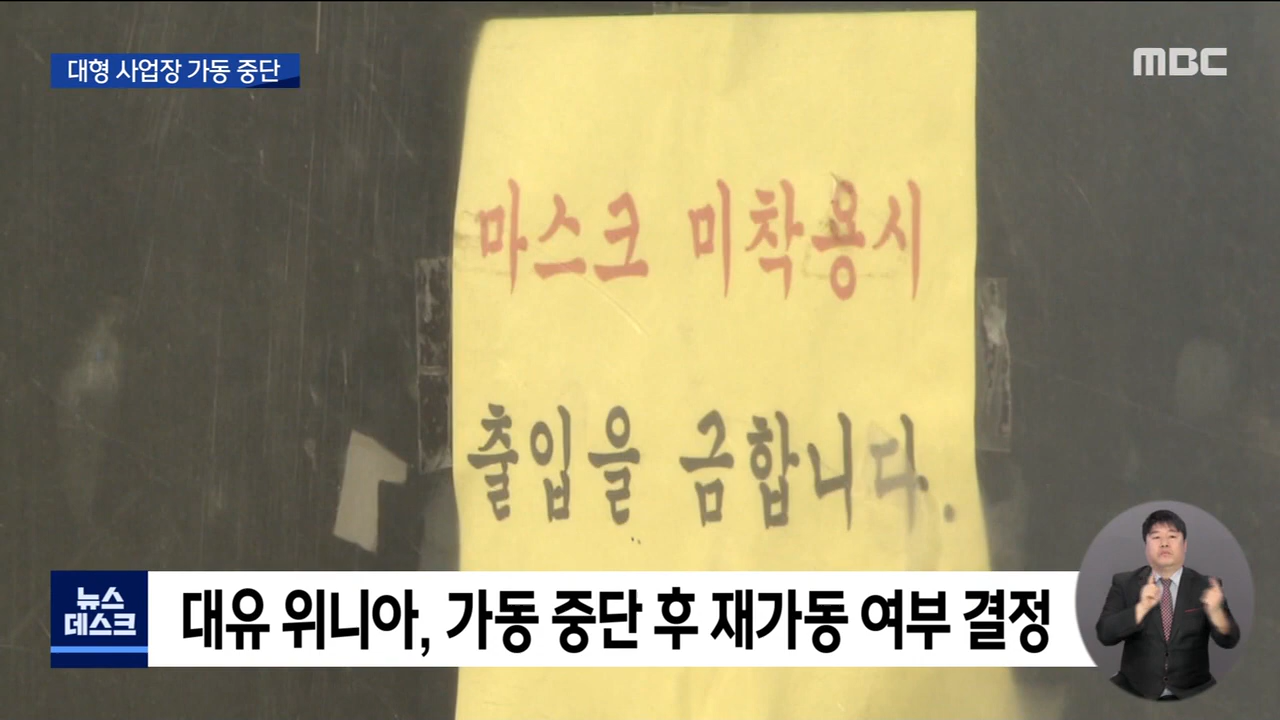 대형 사업장 가동 중단
MBC
마스크 미착용시
출입을 금합니다.
뉴스
데스크
대유 위니아, 가동 중단 후 재가동 여부 결정